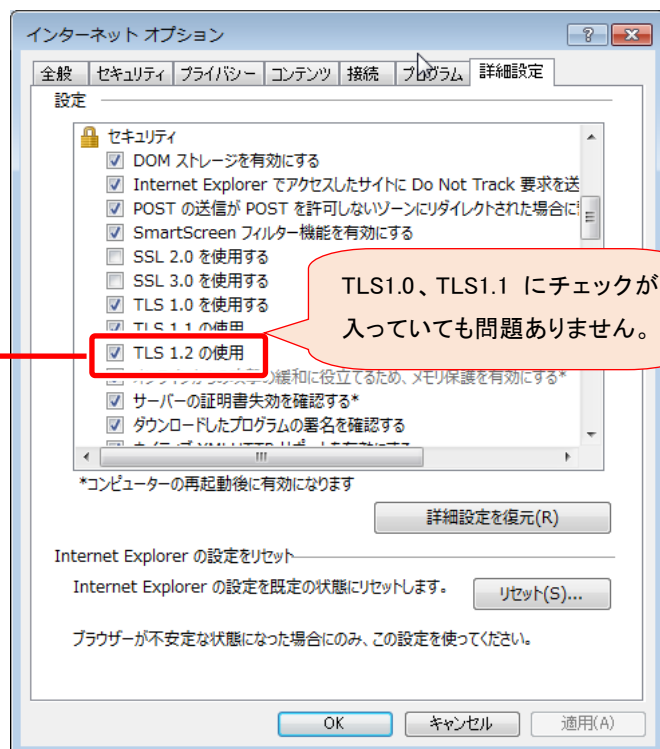 インターネット オプション
全般 セキュリティ プライバシー コンテンツ 接続 プログラム 詳細設定
設定
セキュリティ
DOM ストレージを有効にする
Internet Explorer でアクセスしたサイトに Do Not Track 要求を送
POST の送信が POST を許可しないゾーンにリダイレクトされた場合に
SmartScreen フィルター機能を有効にする
SSL 2.0 を使用する
SSL 3.0 を使用する
TLS 1.0 を使用する
TLS 1.1 の使用
TLS 1.2 の使用
TLS1.0、TLS1.1 にチェックが
入っていても問題ありません。
の緩和に役立てるため、メモリ保護を有効にする*
サーバーの証明書失効を確認する*
ダウンロードしたプログラムの署名を確認する
*コンピューターの再起動後に有効になります
詳細設定を復元(R)
Internet Explorer の設定をリセット
Internet Explorer の設定を既定の状態にリセットします。
リセット(S)...
ブラウザーが不安定な状態になった場合にのみ、この設定を使ってください。
OK キャンセル 適用(A)